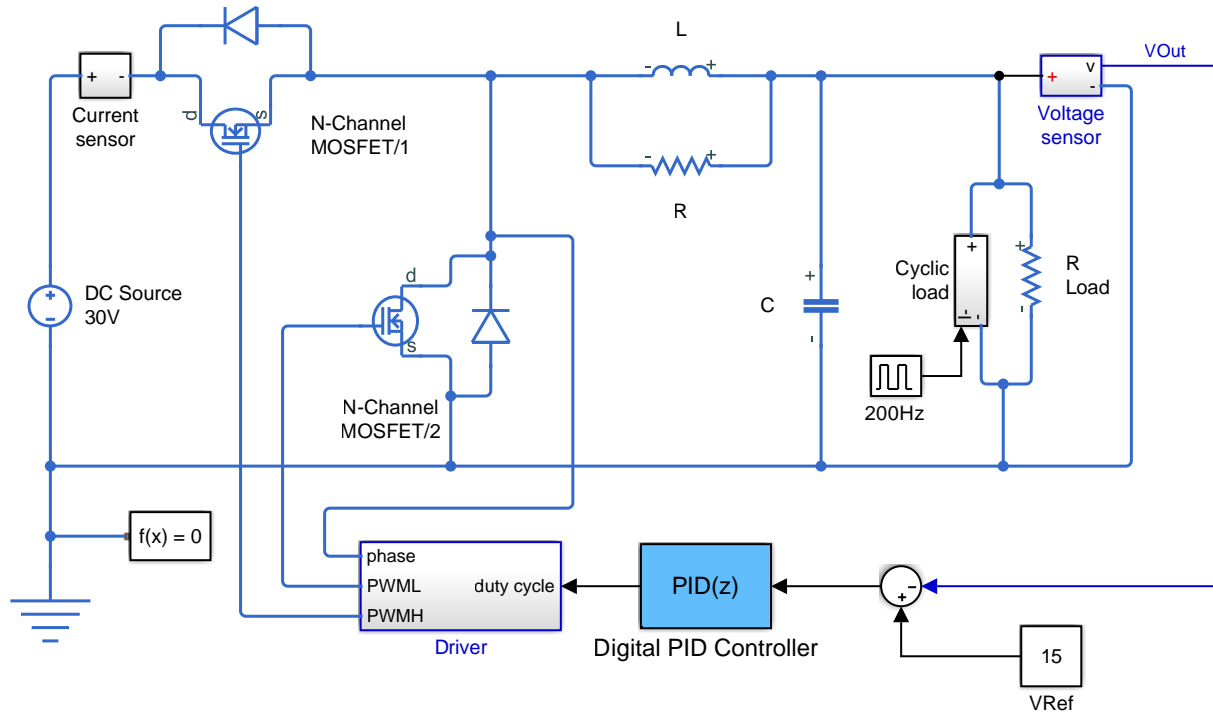 L
VOut
+
-
-
+
+
v
-
Current
sensor
d
s
N-Channel
MOSFET/1
Voltage
sensor
-
+
R
+
-
DC Source
30V
d
s
C
+
-
Cyclic
load
+
-
+
-
R
Load
200Hz
N-Channel
MOSFET/2
f(x) = 0
phase
PWML
PWMH
duty cycle
Driver
PID(z)
Digital PID Controller
−
+
15
VRef